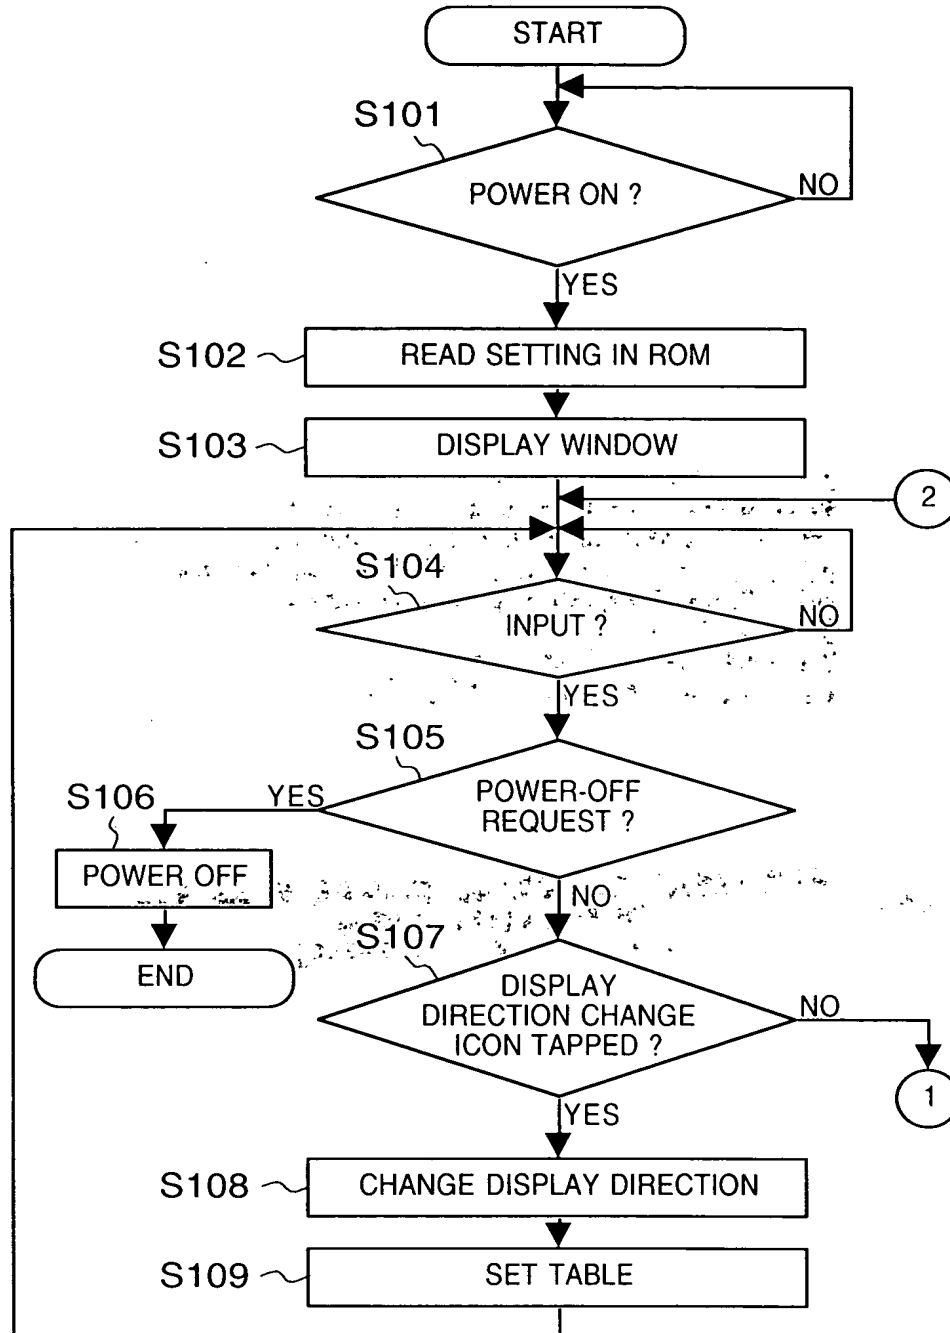 START
S101
POWER ON ?
NO
YES
S102
READ SETTING IN ROM
S103
DISPLAY WINDOW
2
S104
INPUT ?
NO
YES
S105
POWER-OFF
REQUEST ?
YES
S106
POWER OFF
NO
END
S107
DISPLAY
DIRECTION CHANGE
ICON TAPPED ?
NO
1
YES
S108
CHANGE DISPLAY DIRECTION
S109
SET TABLE